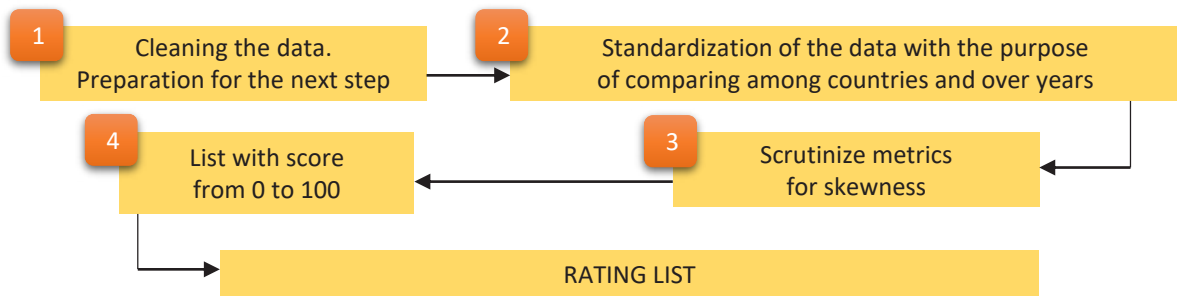 1
Cleaning the data.
Preparation for the next step
2
Standardization of the data with the purpose
of comparing among countries and over years
3
Scrutinize metrics
for skewness
4
List with score
from 0 to 100
RATING LIST